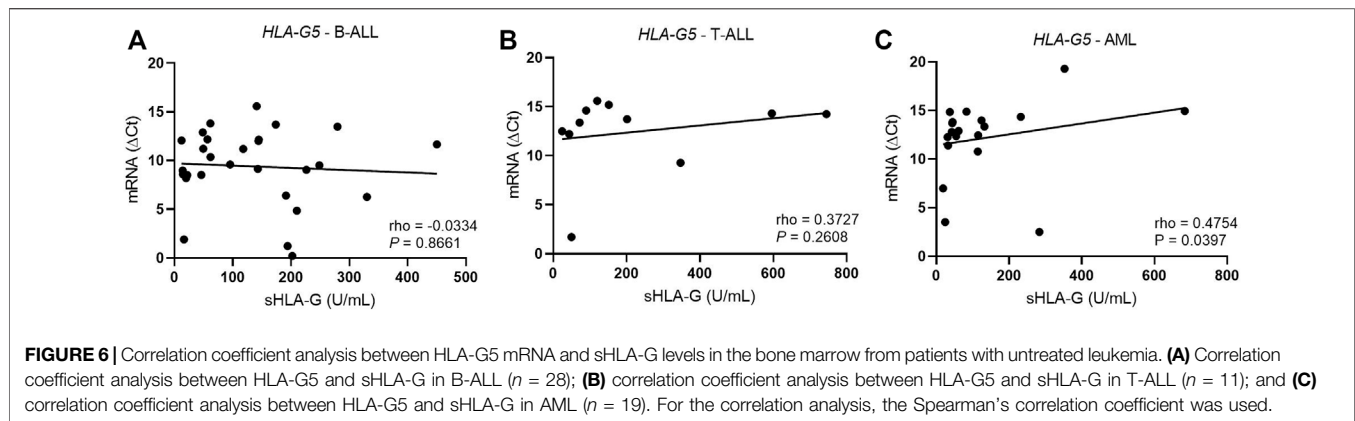 A
HLA-G5 - B-ALL
20
15
10
5
0
mRNA (ΔCt)
rho = -0.0334
P = 0.8661
0 100 200 300 400 500
sHLA-G (U/mL)
B
HLA-G5 - T-ALL
20
15
10
5
0
mRNA (ΔCt)
rho = 0.3727
P = 0.2608
0 200 400 600 800
sHLA-G (U/mL)
C
HLA-G5 - AML
20
15
10
5
0
mRNA (ΔCt)
rho = 0.4754
P = 0.0397
0 200 400 600 800
sHLA-G (U/mL)
FIGURE 6 | Correlation coefficient analysis between HLA-G5 mRNA and sHLA-G levels in the bone marrow from patients with untreated leukemia. (A) Correlation
coefficient analysis between HLA-G5 and sHLA-G in B-ALL (n = 28); (B) correlation coefficient analysis between HLA-G5 and sHLA-G in T-ALL (n = 11); and (C)
correlation coefficient analysis between HLA-G5 and sHLA-G in AML (n = 19). For the correlation analysis, the Spearman's correlation coefficient was used.